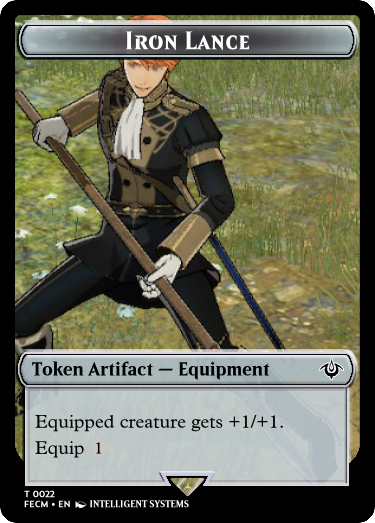 Iron Lance
Token Artifact — Equipment
Equipped creature gets +1/+1.
Equip 1
T 0022
FECM • EN INTELLIGENT SYSTEMS